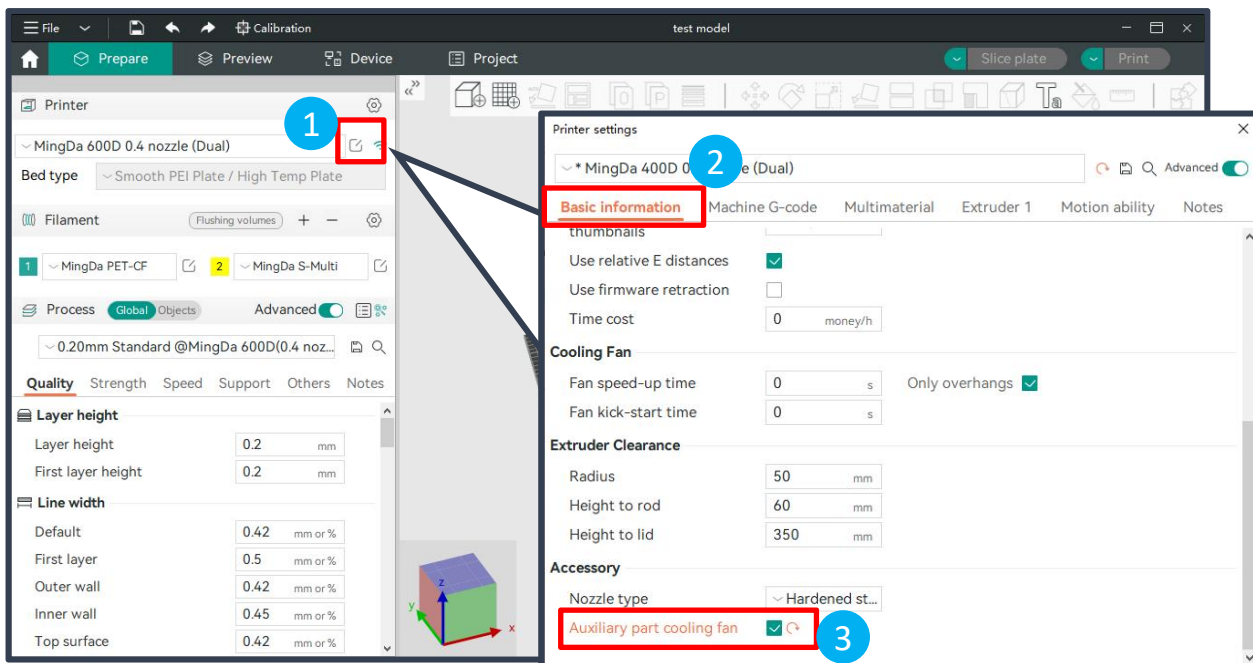 File
Calibration
test model
Prepare
Preview
Device
Project
Slice plate
Print
Printer
1
MingDa 600D 0.4 nozzle (Dual)
Bed type
Smooth PEI Plate / High Temp Plate
Filament
Flushing volumes
1
MingDa PET-CF
2
MingDa S-Multi
Process
Global
Objects
Advanced
0.20mm Standard @MingDa 600D(0.4 noz...
Quality Strength Speed Support Others Notes
Layer height
Layer height 0.2 mm
First layer height 0.2 mm
Line width
Default 0.42 mm or %
First layer 0.5 mm or %
Outer wall 0.42 mm or %
Inner wall 0.45 mm or %
Top surface 0.42 mm or %
z
y
x
Printer settings
2
* MingDa 400D 0 e (Dual)
Advanced
Basic information Machine G-code Multimaterial Extruder 1 Motion ability Notes
thumbnails
Use relative E distances
Use firmware retraction
Time cost 0 money/h
Cooling Fan
Fan speed-up time 0 s Only overhangs
Fan kick-start time 0 s
Extruder Clearance
Radius 50 mm
Height to rod 60 mm
Height to lid 350 mm
Accessory
Nozzle type Hardened st...
Auxiliary part cooling fan
3